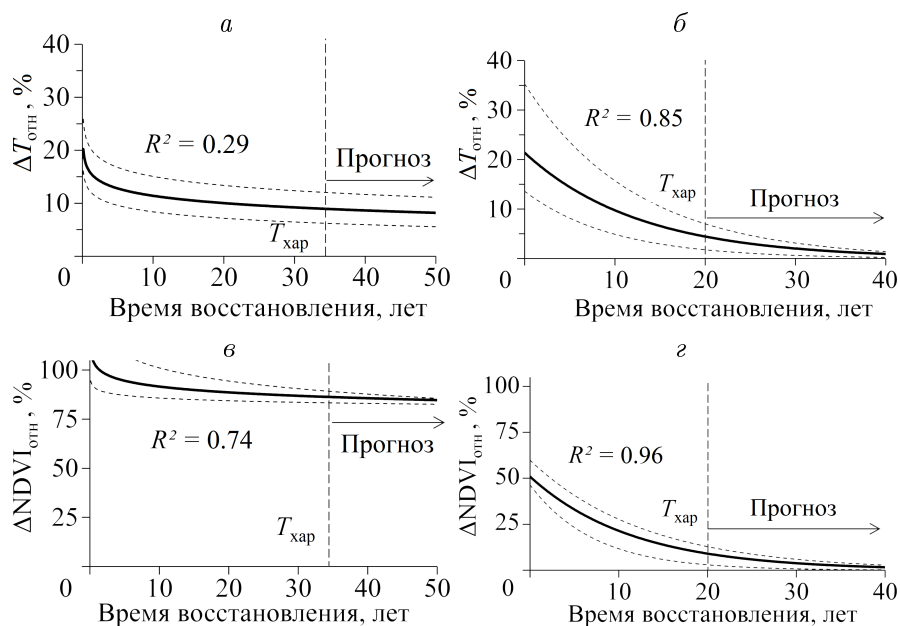 а
ΔTотн, %
40
30
20
10
0
R² = 0.29
Прогноз
Tхар
10 20 30 40 50
Время восстановления, лет
б
ΔTотн, %
40
30
20
10
0
R² = 0.85
Tхар
Прогноз
10 20 30 40
Время восстановления, лет
в
ΔNDVIотн, %
100
75
50
25
0
R² = 0.74
Прогноз
Tхар
10 20 30 40 50
Время восстановления, лет
г
ΔNDVIотн, %
100
75
50
25
0
R² = 0.96
Tхар
Прогноз
10 20 30 40
Время восстановления, лет